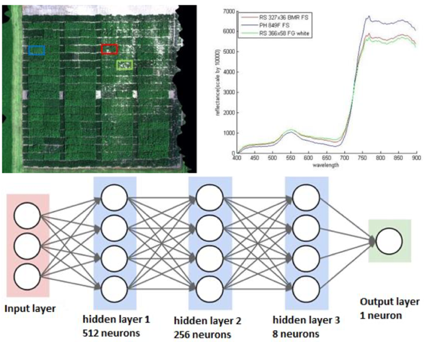 RS 327x36 BMR FS
PH 849F FS
RS 366x58 FG white
reflectance(scale by 10000)
7000
6000
5000
4000
3000
2000
1000
0
400 450 500 550 600 650 700 750 800 850 900
wavelength
Input layer
hidden layer 1
512 neurons
hidden layer 2
256 neurons
hidden layer 3
8 neurons
Output layer
1 neuron